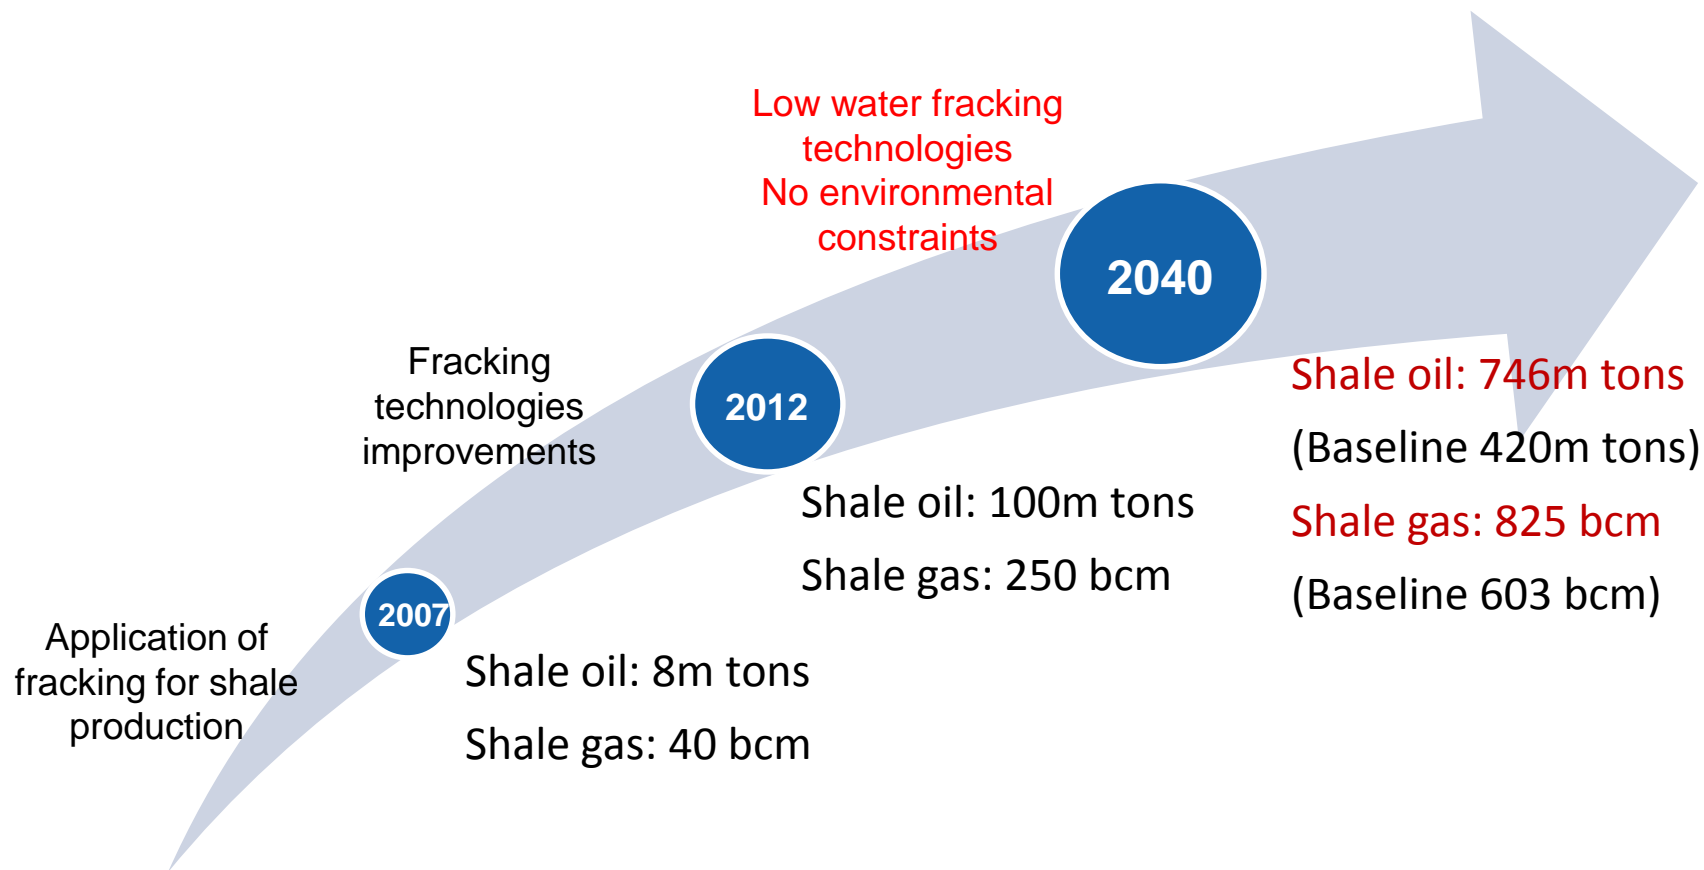 Low water fracking
technologies
No environmental
constraints
2040
Fracking
technologies
improvements
2012
Shale oil: 746m tons
(Baseline 420m tons)
Shale gas: 825 bcm
(Baseline 603 bcm)
Shale oil: 100m tons
Shale gas: 250 bcm
Application of
fracking for shale
production
2007
Shale oil: 8m tons
Shale gas: 40 bcm